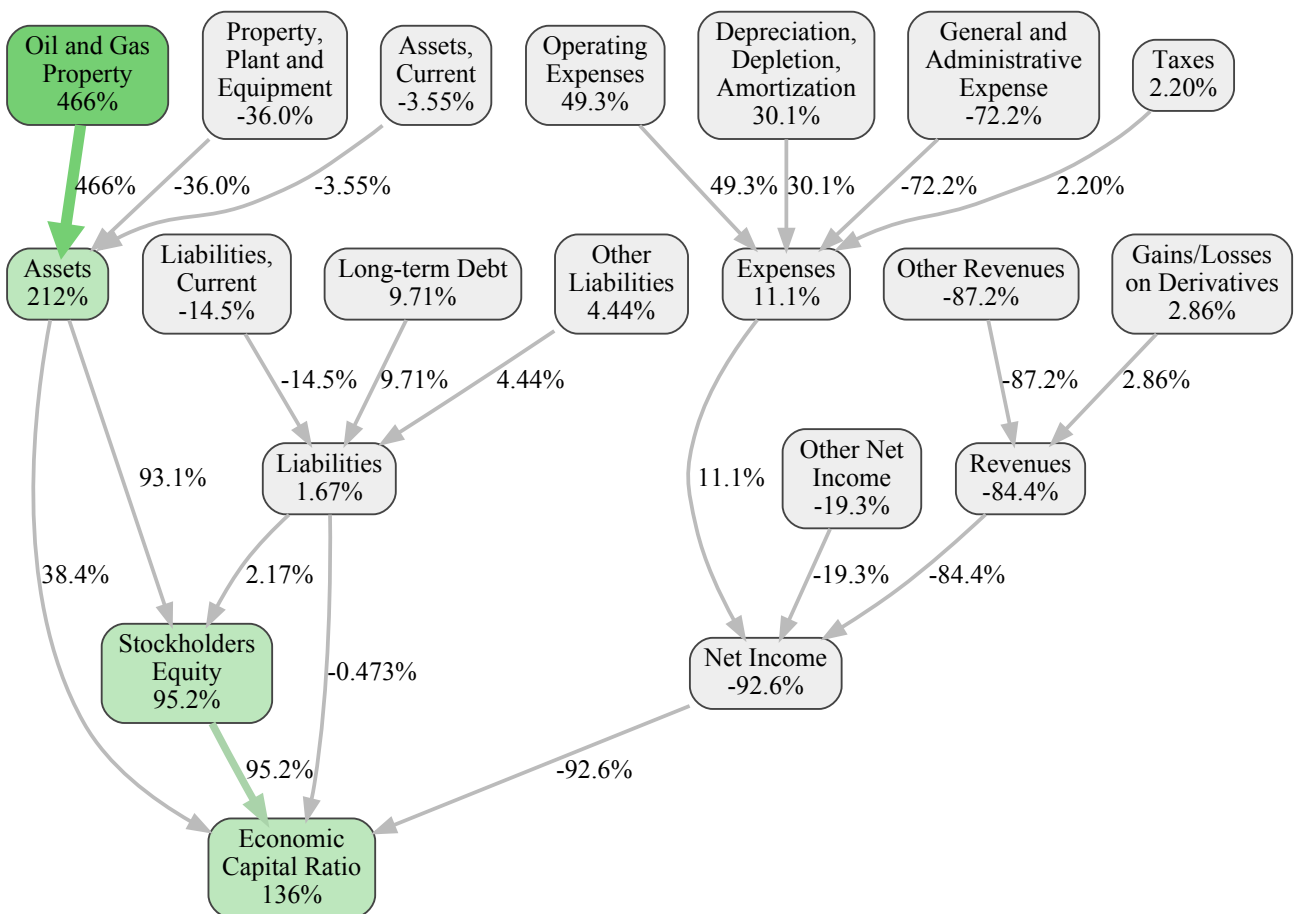 Oil and Gas
Property
466%
Property,
Plant and
Equipment
-36.0%
Assets,
Current
-3.55%
Operating
Expenses
49.3%
Depreciation,
Depletion,
Amortization
30.1%
General and
Administrative
Expense
-72.2%
Taxes
2.20%
466%
-36.0%
-3.55%
49.3%
30.1%
-72.2%
2.20%
Assets
212%
Liabilities,
Current
-14.5%
Long-term Debt
9.71%
Other
Liabilities
4.44%
Expenses
11.1%
Other Revenues
-87.2%
Gains/Losses
on Derivatives
2.86%
-14.5%
9.71%
4.44%
-87.2%
2.86%
93.1%
Liabilities
1.67%
11.1%
Other Net
Income
-19.3%
Revenues
-84.4%
38.4%
2.17%
-19.3%
-84.4%
Stockholders
Equity
95.2%
-0.473%
Net Income
-92.6%
95.2%
-92.6%
Economic
Capital Ratio
136%